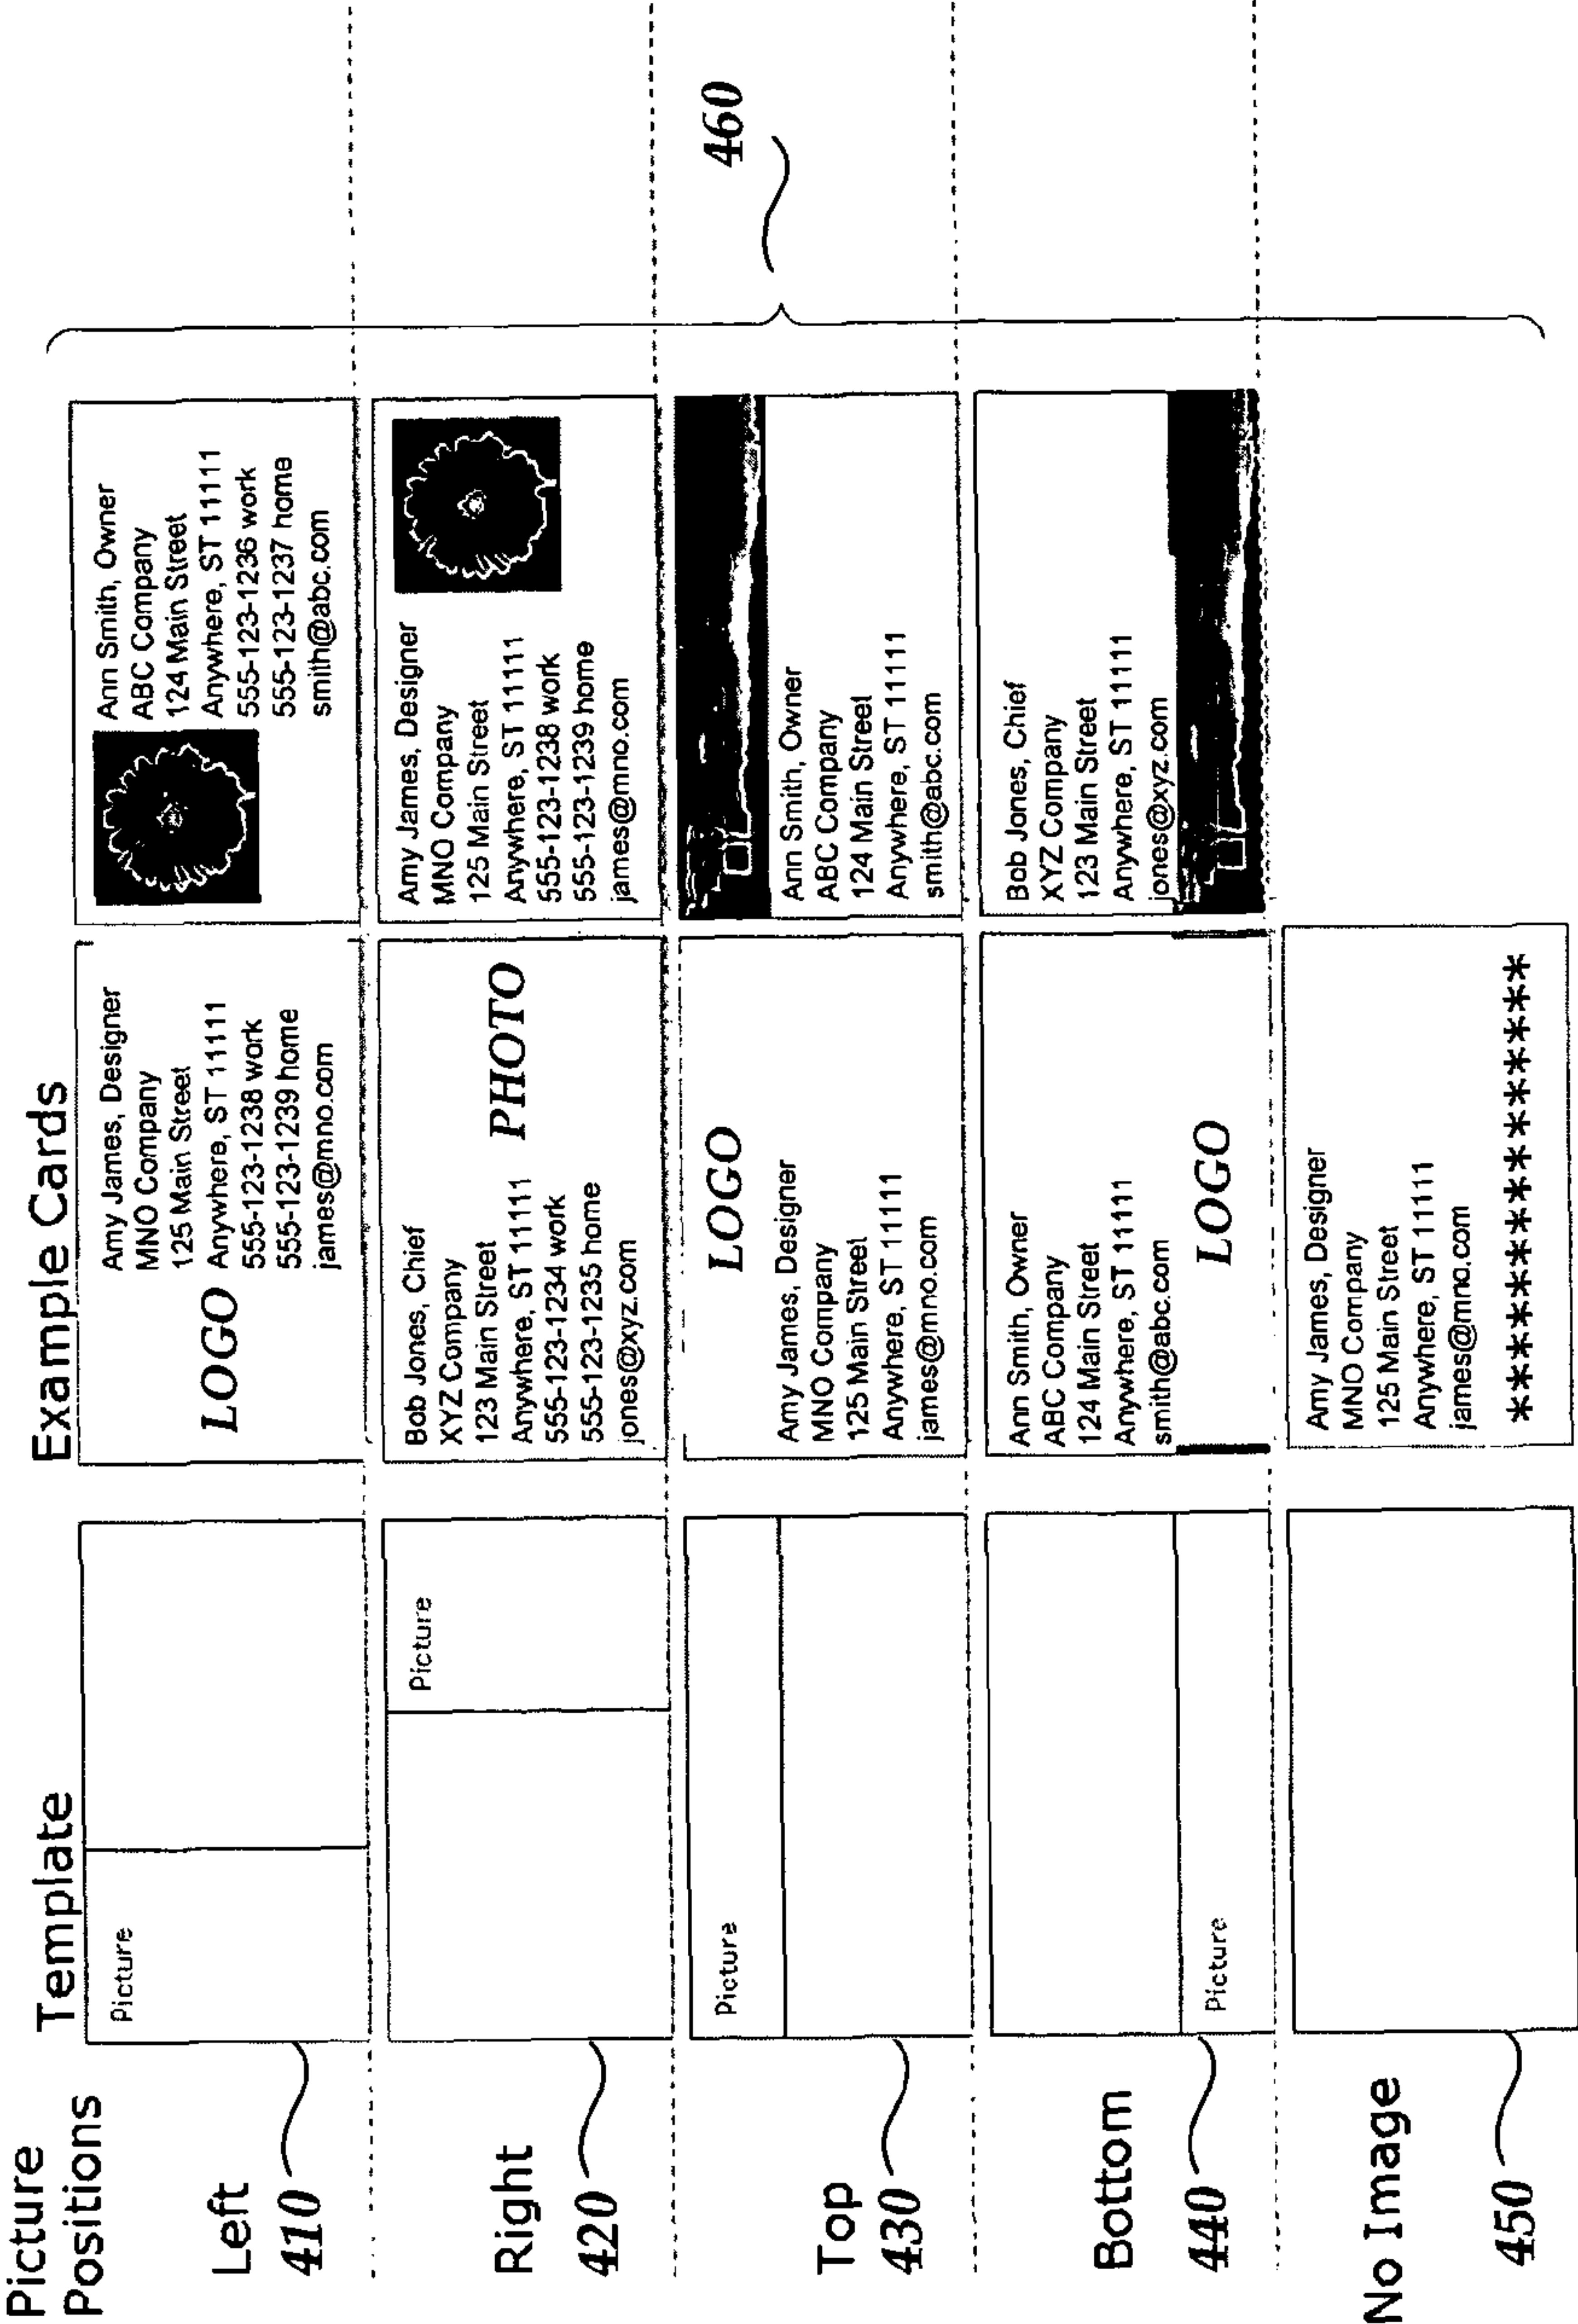 Picture
Positions
Template
Example Cards
Left
410
Picture
LOGO
Amy James, Designer
MNO Company
125 Main Street
Anywhere, ST 11111
555-123-1238 work
555-123-1239 home
james@mno.com
Ann Smith, Owner
ABC Company
124 Main Street
Anywhere, ST 11111
555-123-1236 work
555-123-1237 home
smith@abc.com
Right
420
Picture
Bob Jones, Chief
XYZ Company
123 Main Street
Anywhere, ST 11111
555-123-1234 work
555-123-1235 home
jones@xyz.com
PHOTO
Amy James, Designer
MNO Company
125 Main Street
Anywhere, ST 11111
555-123-1238 work
555-123-1239 home
james@mno.com
Top
430
Picture
LOGO
Amy James, Designer
MNO Company
125 Main Street
Anywhere, ST 11111
james@mno.com
Ann Smith, Owner
ABC Company
124 Main Street
Anywhere, ST 11111
smith@abc.com
460
Bottom
440
Picture
Ann Smith, Owner
ABC Company
124 Main Street
Anywhere, ST 11111
smith@abc.com
LOGO
Bob Jones, Chief
XYZ Company
123 Main Street
Anywhere, ST 11111
jones@xyz.com
No Image
450
Amy James, Designer
MNO Company
125 Main Street
Anywhere, ST 11111
james@mno.com
****************